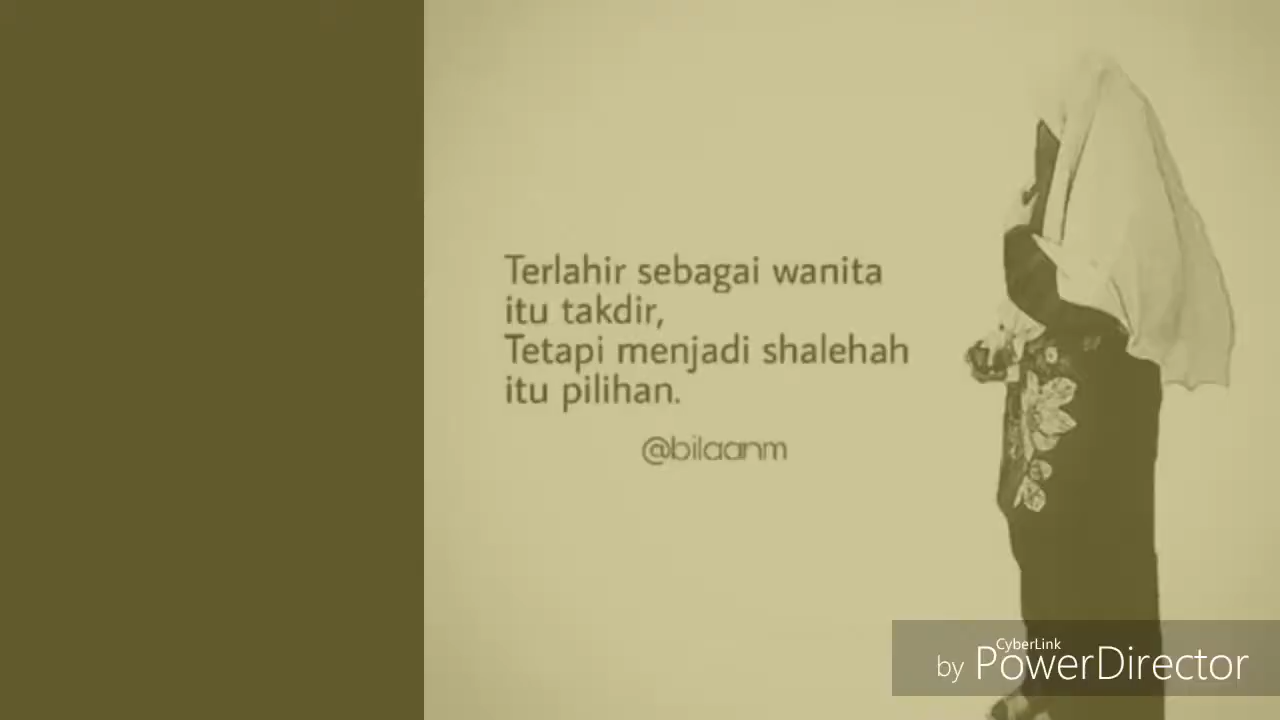 Terlahir sebagai wanita
itu takdir,
Tetapi menjadi shalehah
itu pilihan.
@bilaanm
CyberLink
by PowerDirector